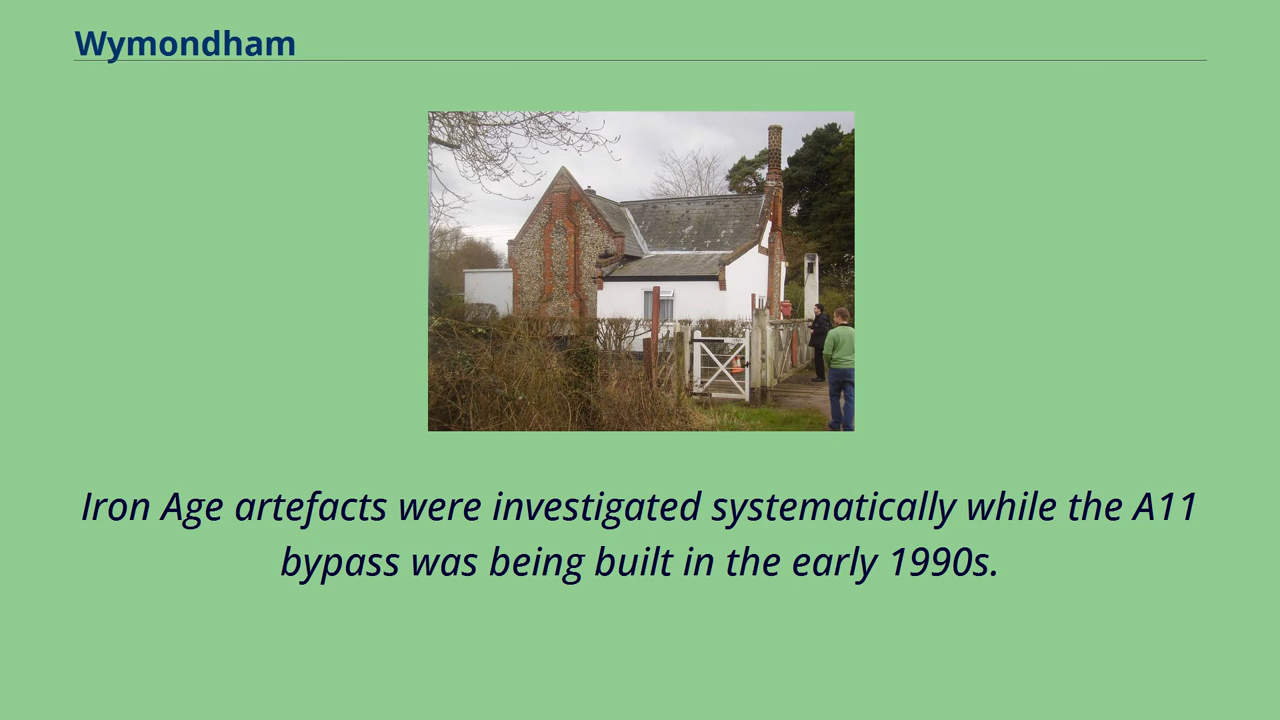 Wymondham
Iron Age artefacts were investigated systematically while the A11
bypass was being built in the early 1990s.